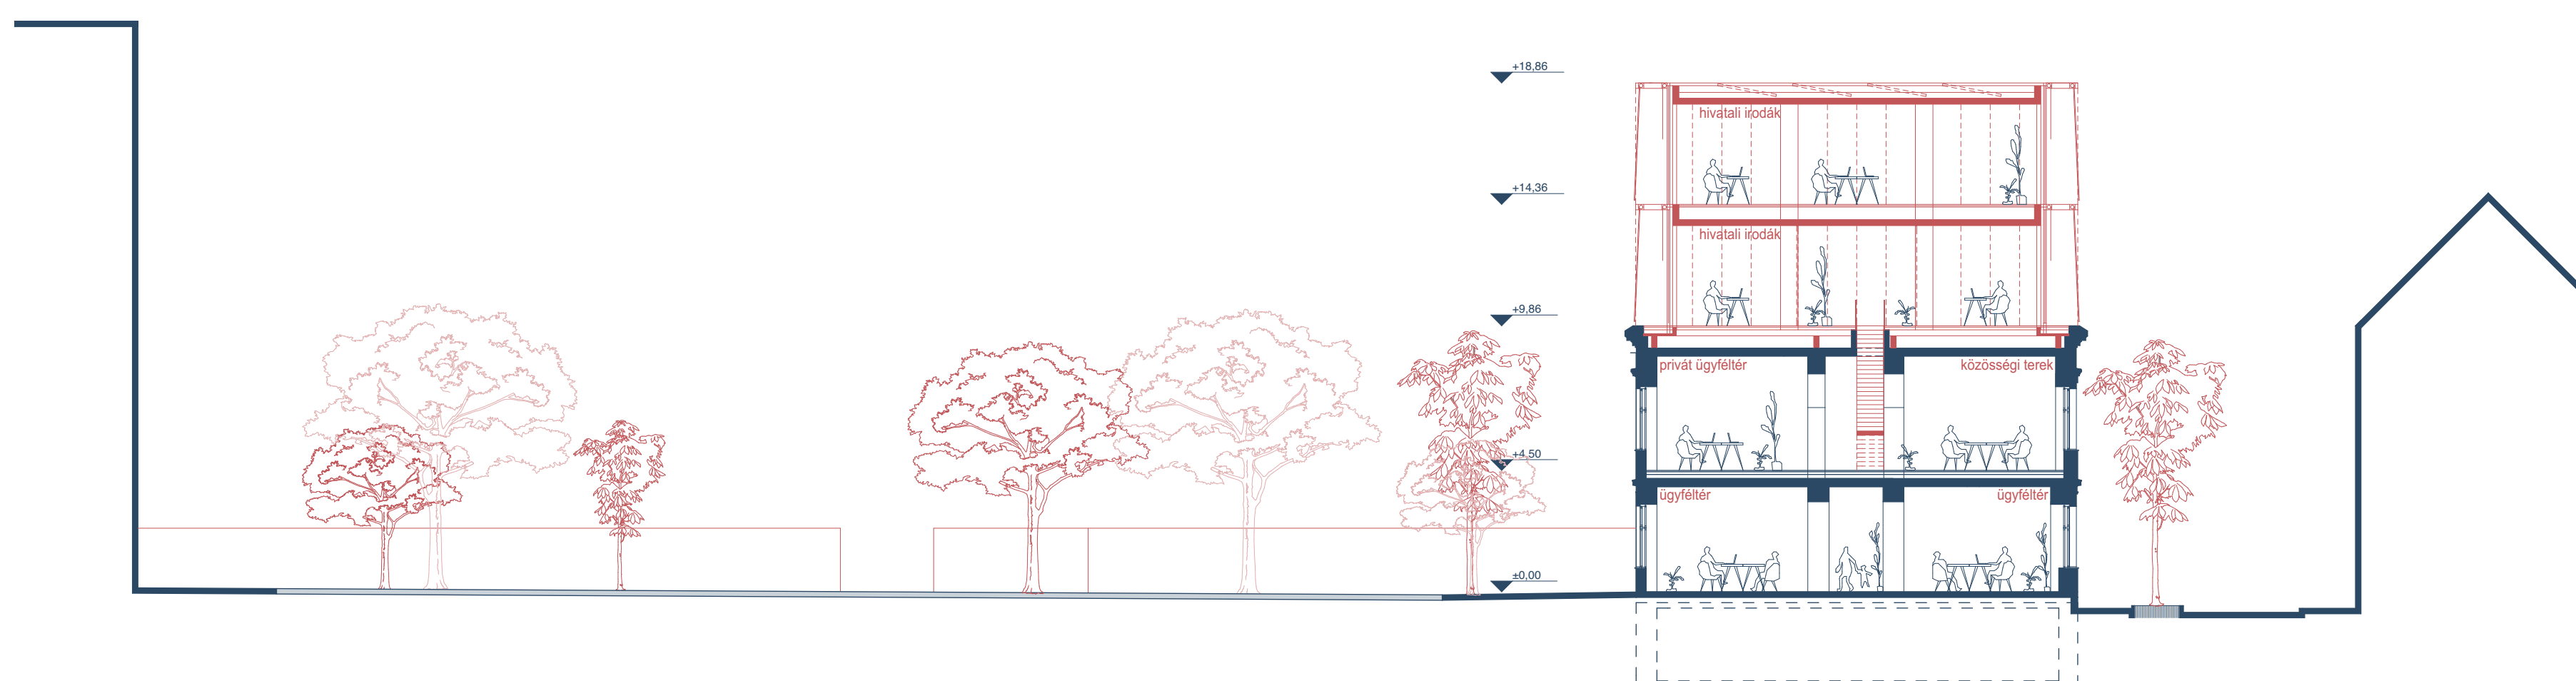 +18,86
hivatali irodák
+14,36
hivatali irodák
+9,86
privát ügyféltér
közösségi terek
+4,50
ügyféltér
ügyféltér
±0,00